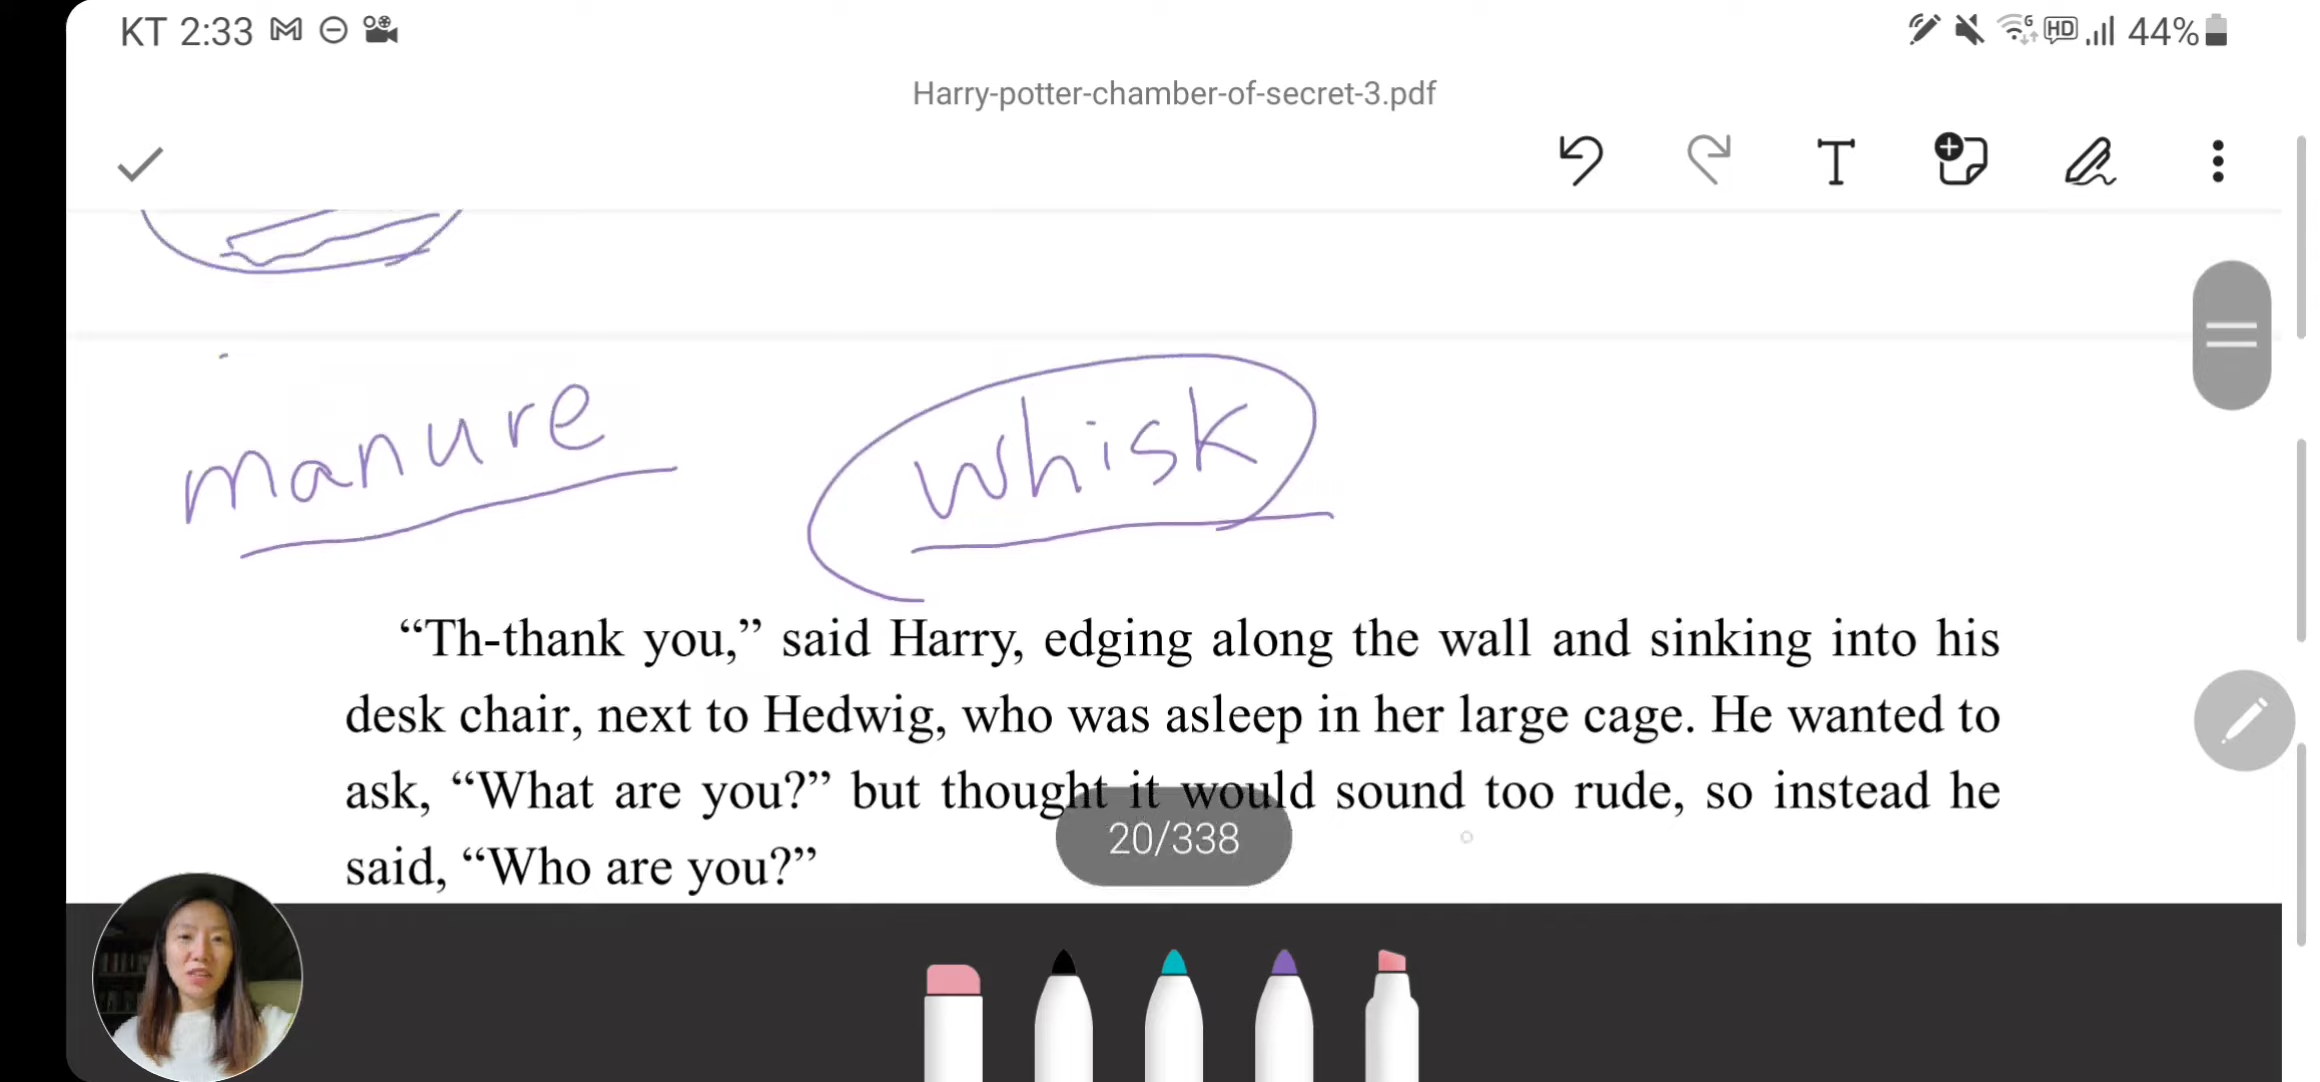 KT 2:33 HD 44%
Harry-potter-chamber-of-secret-3.pdf
T
manure whisk
“Th-thank you,” said Harry, edging along the wall and sinking into his
desk chair, next to Hedwig, who was asleep in her large cage. He wanted to
ask, “What are you?” but thought it would sound too rude, so instead he
said, “Who are you?”
20/338